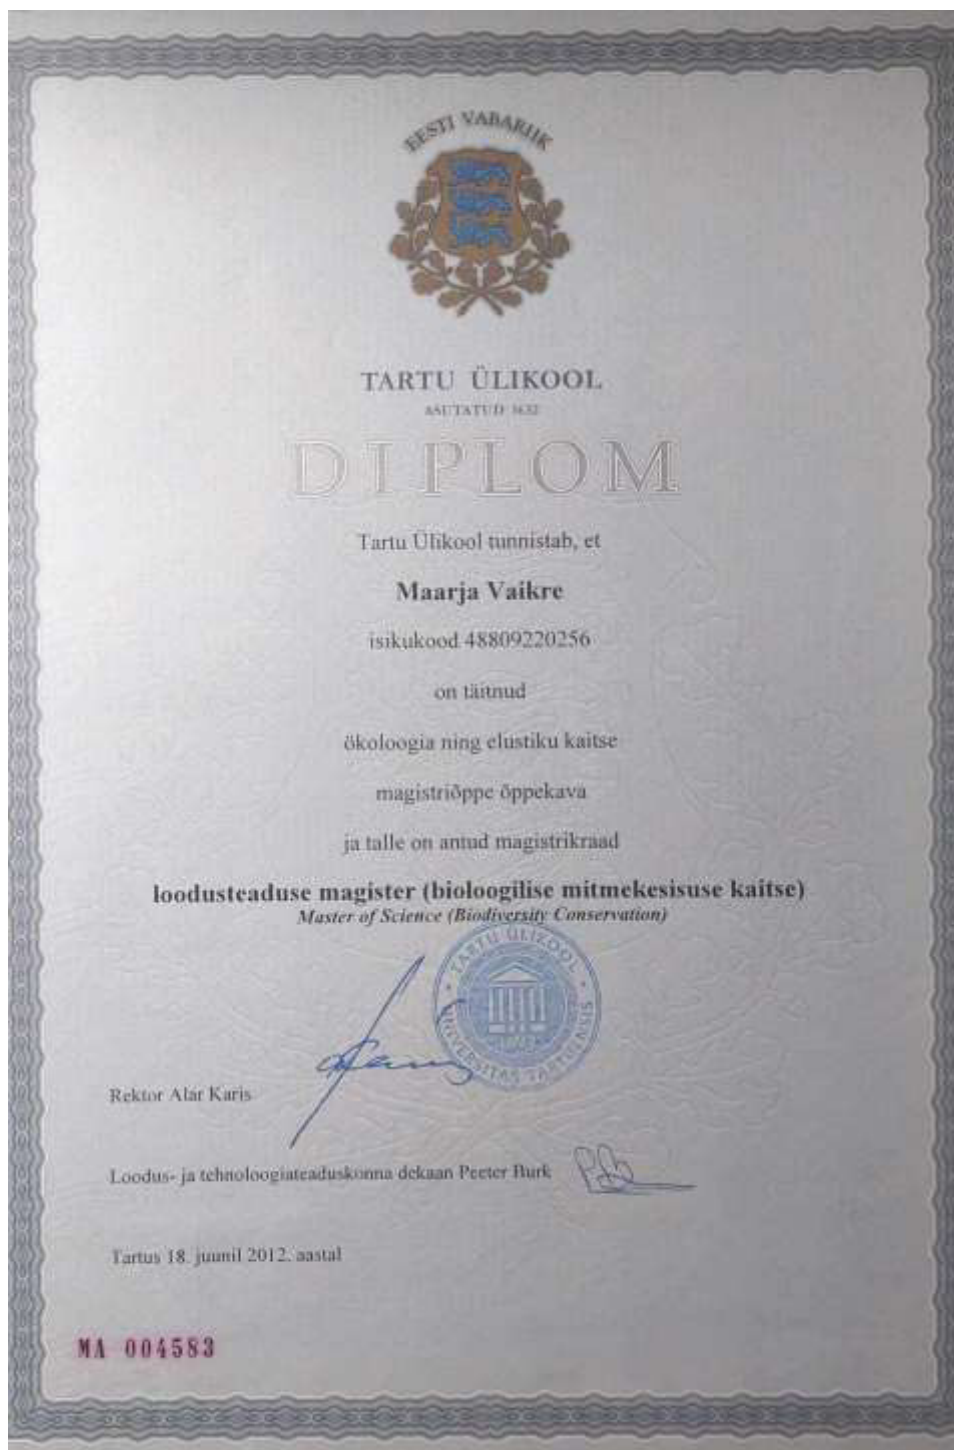 EESTI VABARIIK
TARTU ÜLIKOOL
ASUTATUD 1632
DIPLOM
Tartu Ülikool tunnistab, et
Maarja Vaikre
isikukood 48809220256
on täitnud
ökoloogia ning elustiku kaitse
magistriõppe õppekava
ja talle on antud magistrikraad
loodusteaduse magister (bioloogilise mitmekesisuse kaitse)
Master of Science (Biodiversity Conservation)
TARTU ÜLIKOOL
UNIVERSITAS TARTUENSIS
Rektor Alar Karis
Loodus- ja tehnoloogiateaduskonna dekaan Peeter Burk
Tartus 18. juunil 2012. aastal
MA 004583